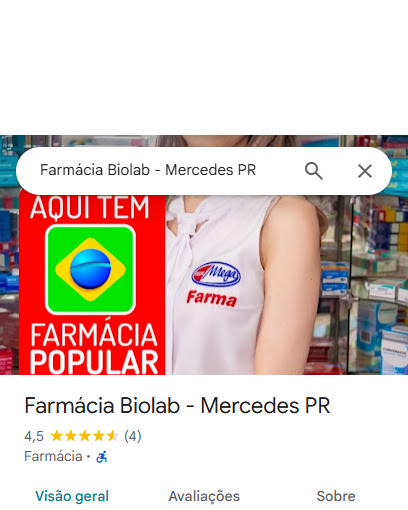 Farmácia Biolab - Mercedes PR
AQUI TEM
FARMÁCIA
POPULAR
Mega
Farma
Farmácia Biolab - Mercedes PR
4,5 (4)
Farmácia ·
Visão geral
Avaliações
Sobre